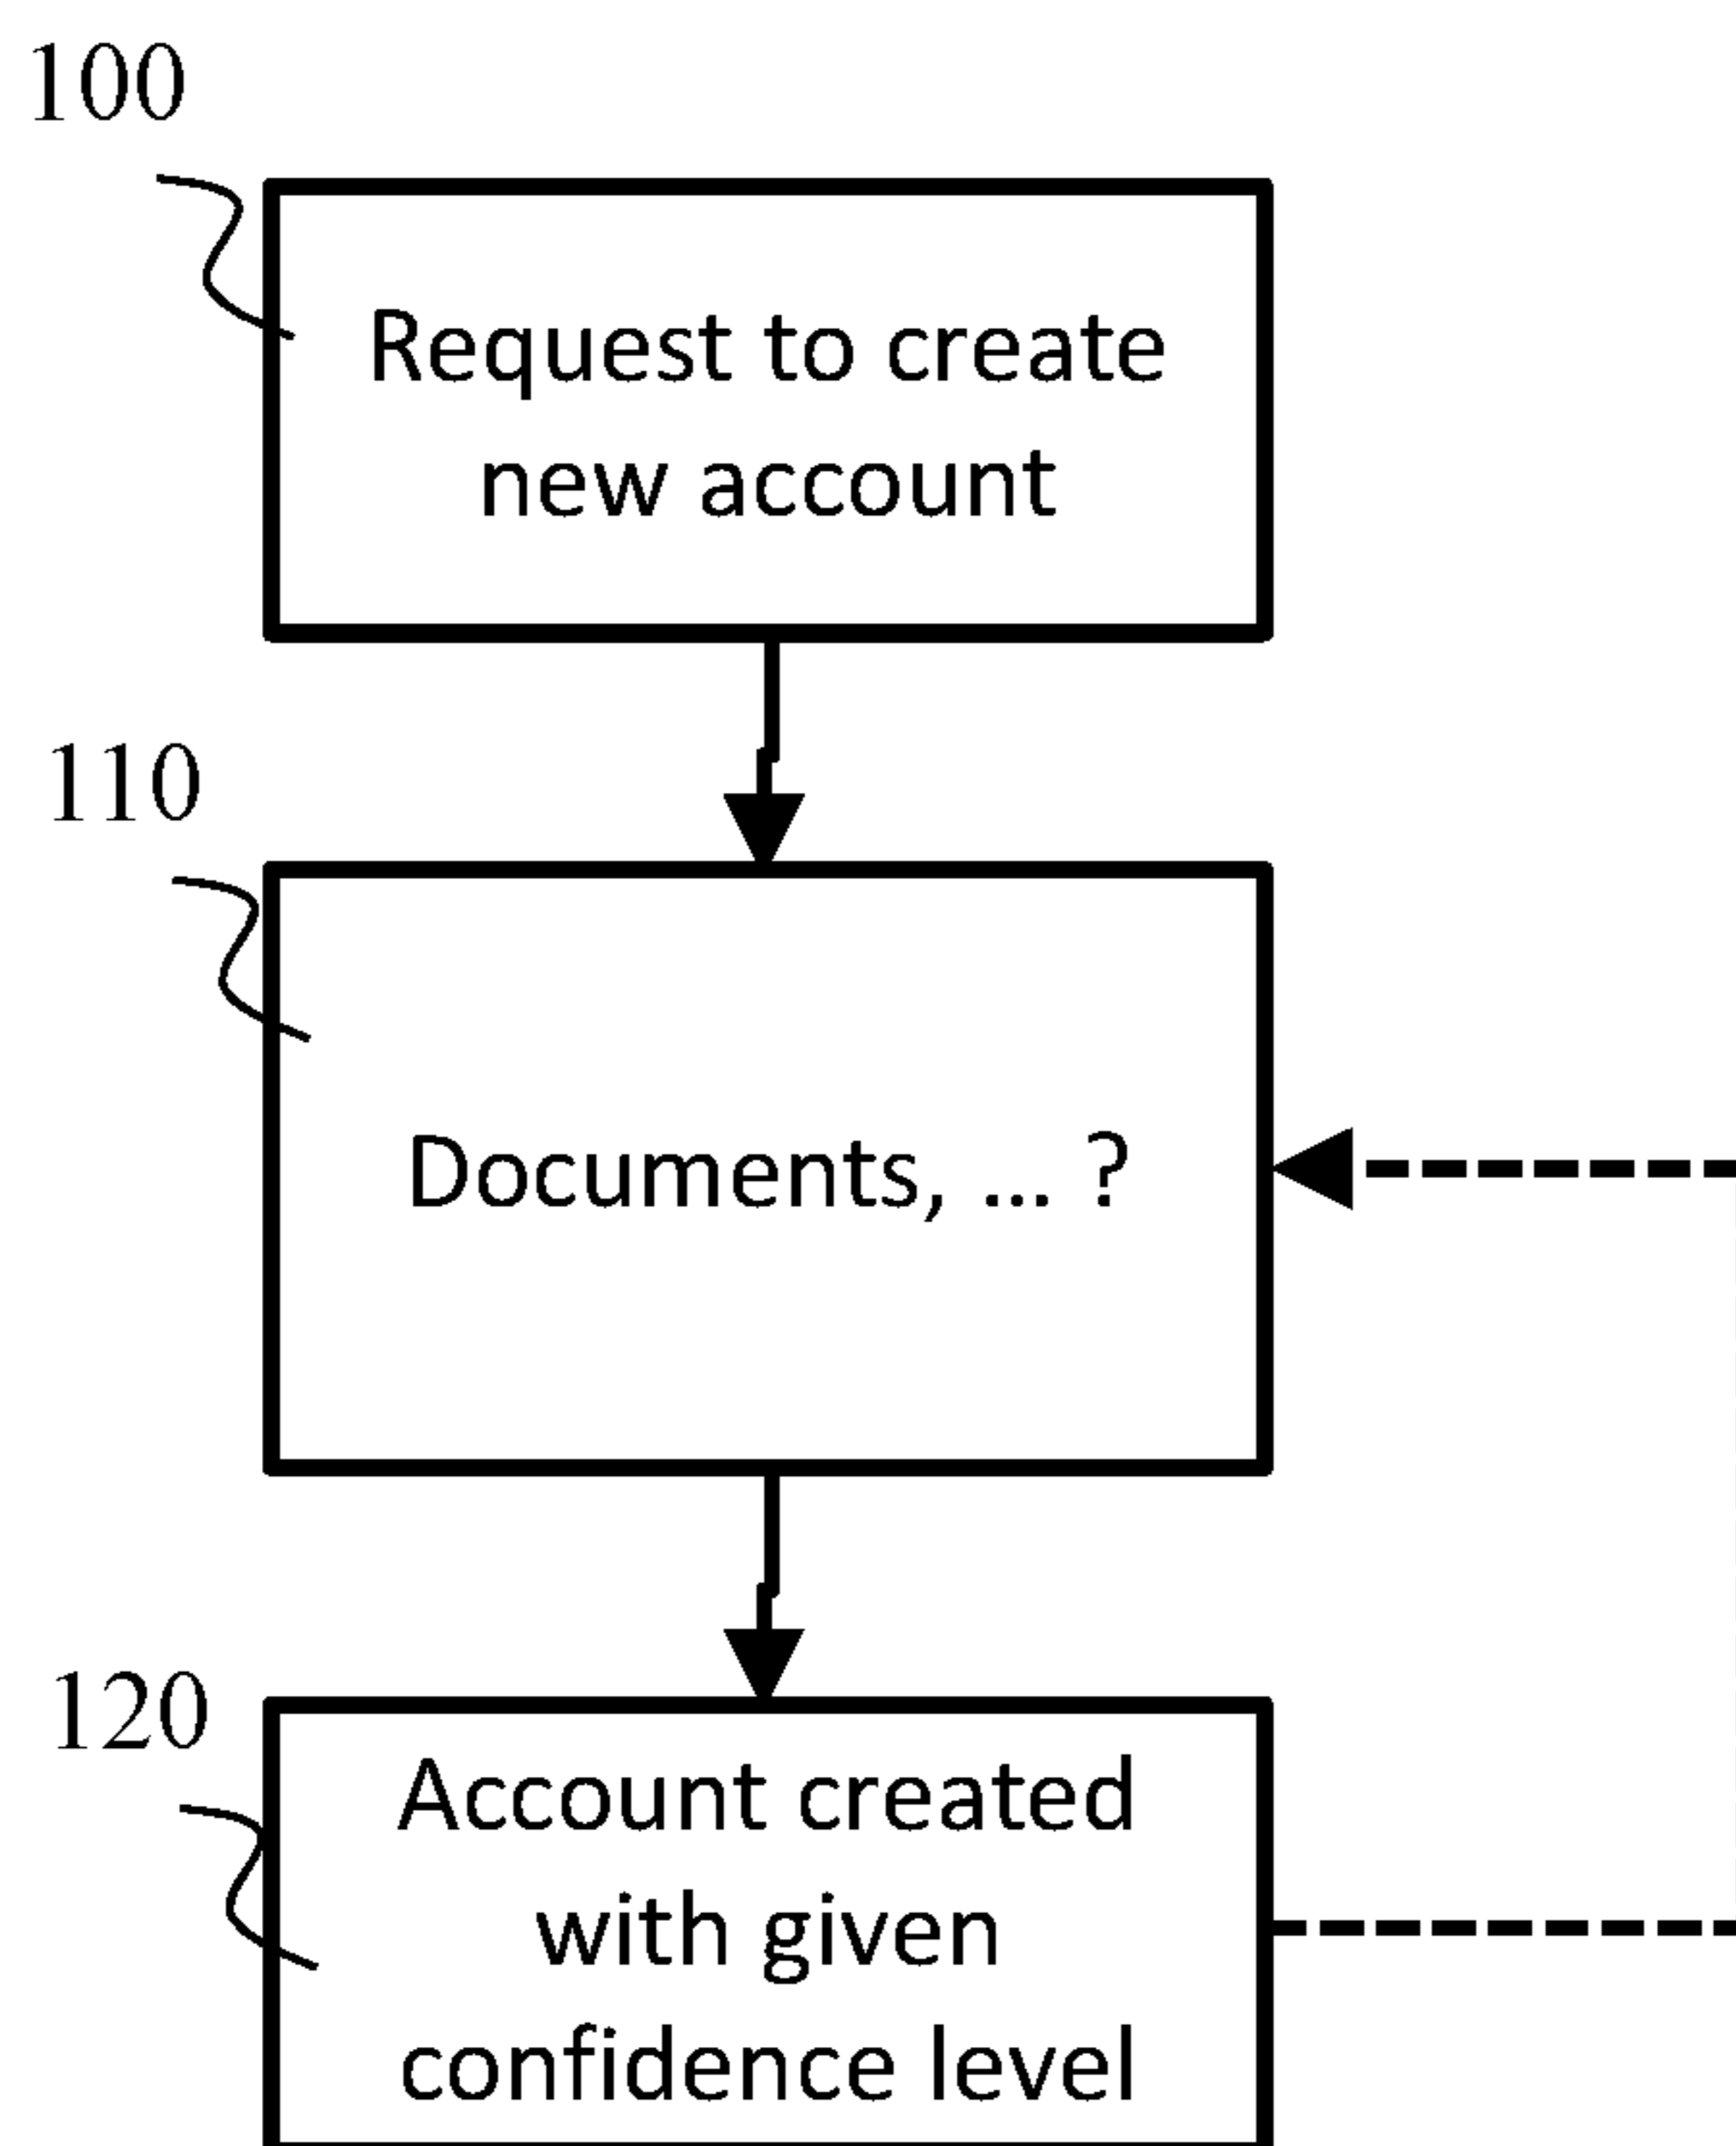 100
Request to create
new account
110
Documents, ... ?
120
Account created
with given
confidence level